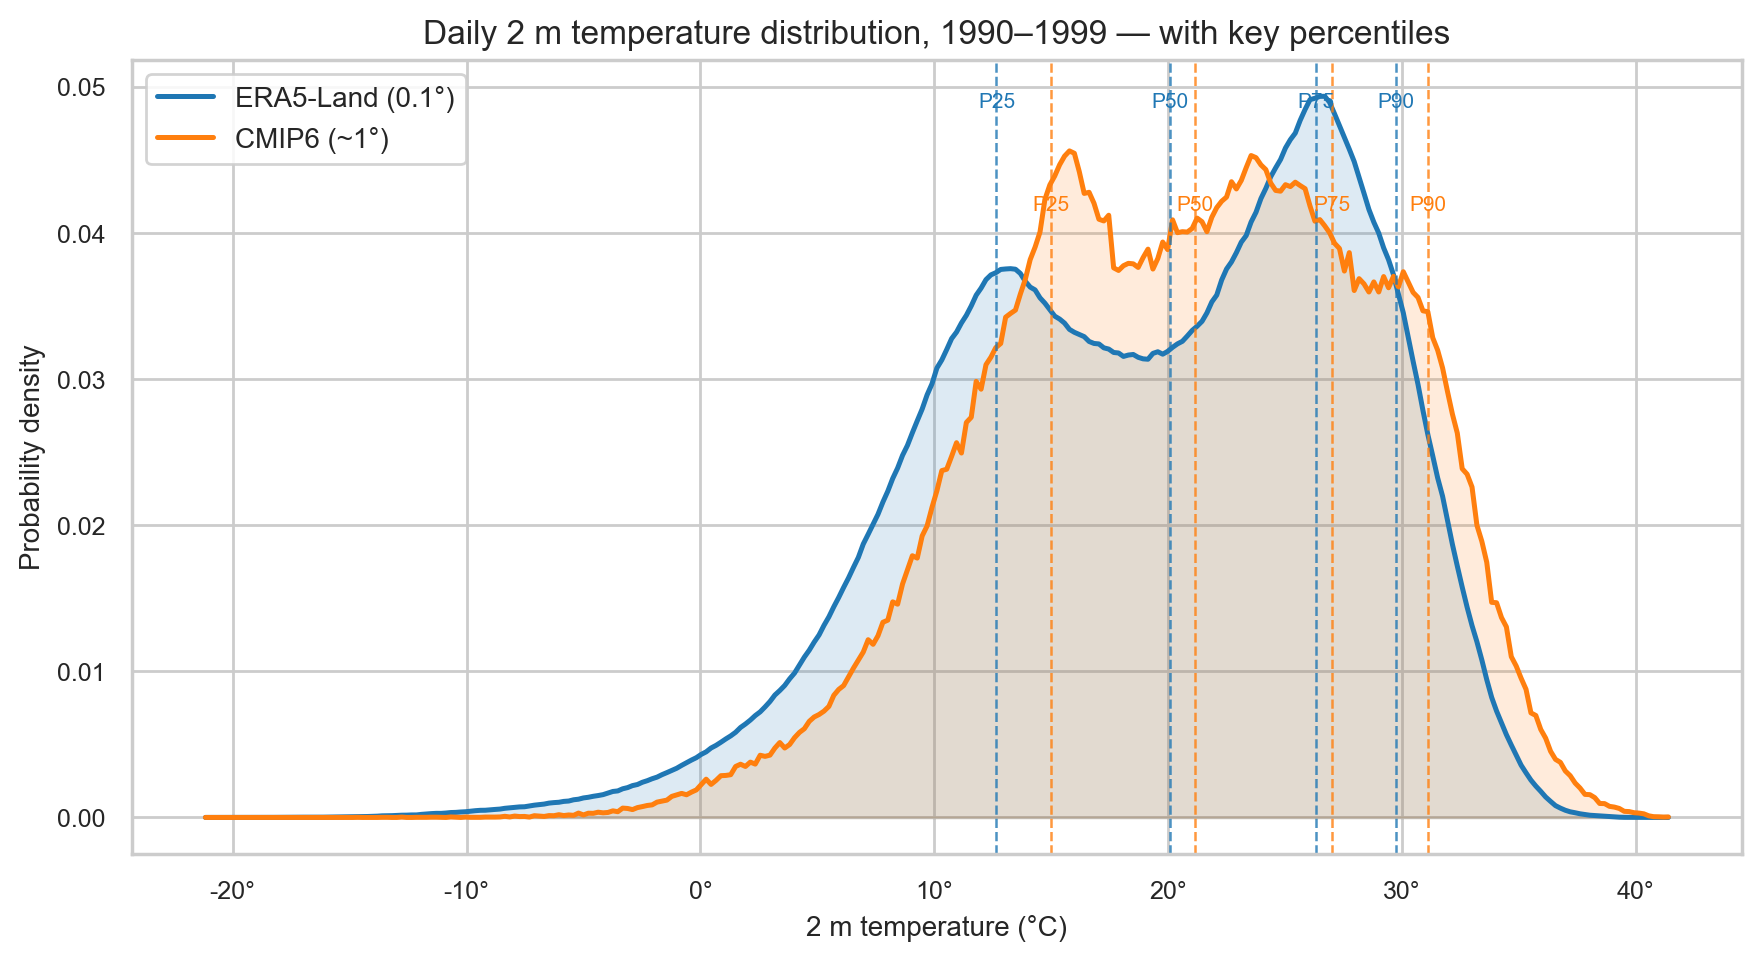 Daily 2 m temperature distribution, 1990–1999 — with key percentiles
ERA5-Land (0.1°)
CMIP6 (~1°)
P25
P50
P75
P90
P25
P50
P75
P90
Probability density
0.05
0.04
0.03
0.02
0.01
0.00
-20°
-10°
0°
10°
20°
30°
40°
2 m temperature (°C)